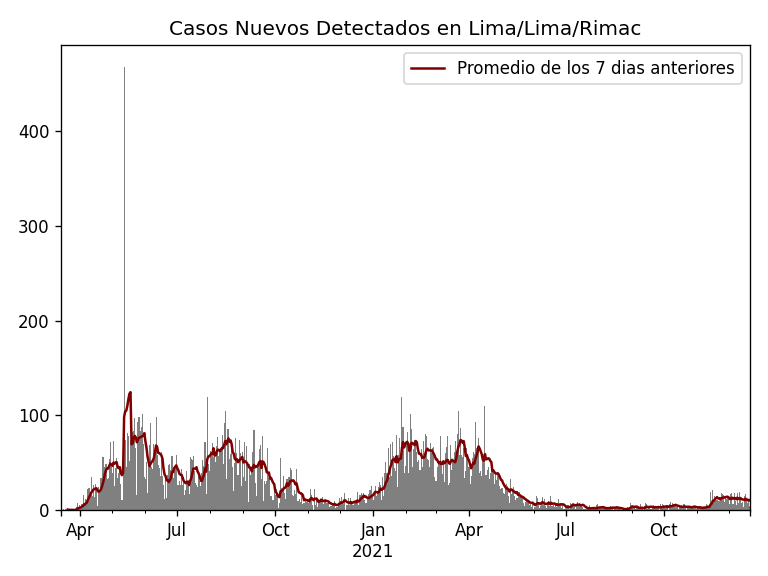 Casos Nuevos Detectados en Lima/Lima/Rimac
Promedio de los 7 dias anteriores
400
300
200
100
0
Apr Jul Oct Jan Apr Jul Oct
2021